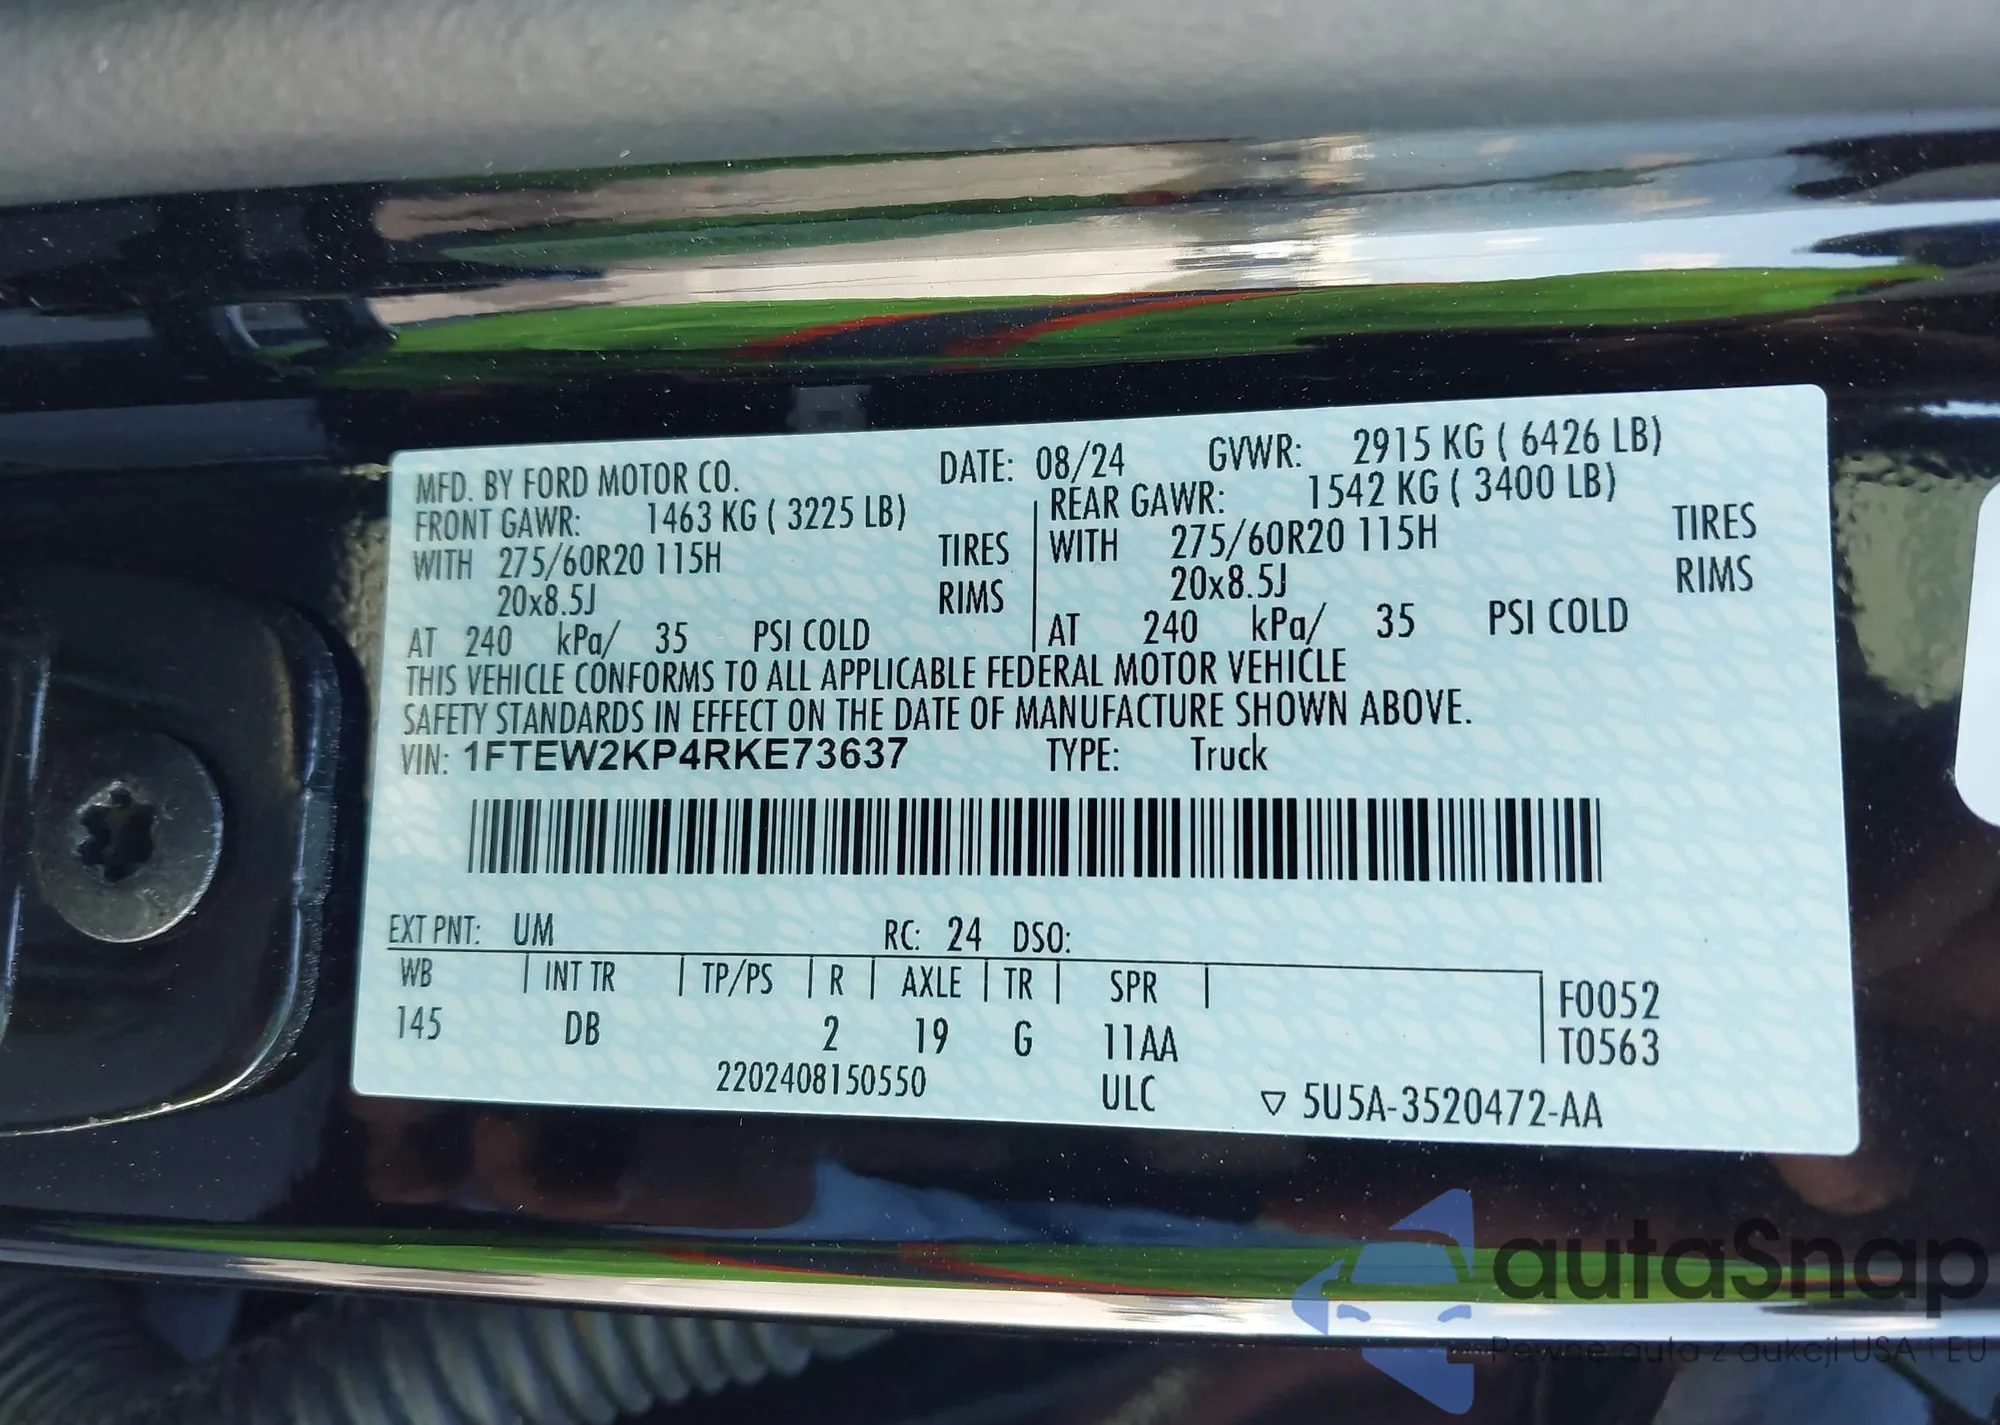 MFD. BY FORD MOTOR CO. DATE: 08/24 GVWR: 2915 KG ( 6426 LB)
FRONT GAWR: 1463 KG ( 3225 LB) REAR GAWR: 1542 KG ( 3400 LB)
WITH 275/60R20 115H TIRES WITH 275/60R20 115H TIRES
20x8.5J RIMS 20x8.5J RIMS
AT 240 kPa/ 35 PSI COLD AT 240 kPa/ 35 PSI COLD
THIS VEHICLE CONFORMS TO ALL APPLICABLE FEDERAL MOTOR VEHICLE
SAFETY STANDARDS IN EFFECT ON THE DATE OF MANUFACTURE SHOWN ABOVE.
VIN: 1FTEW2KP4RKE73637 TYPE: Truck
EXT PNT: UM RC: 24 DSO:
WB INT TR TP/PS R AXLE TR SPR
F0052
145 DB 2 19 G 11AA
T0563
2202408150550 ULC ▽ 5U5A-3520472-AA
autaSnap
Pewne auta z aukcji USA i EU